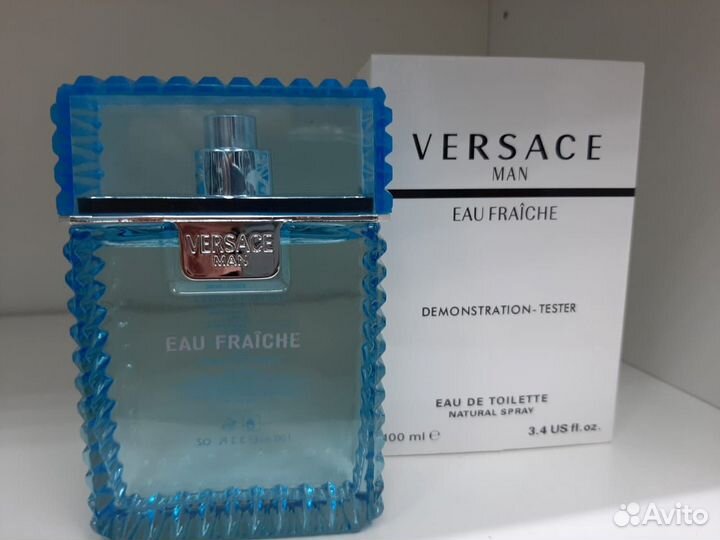 VERSACE
MAN
EAU FRAÎCHE
VERSACE
MAN
EAU FRAÎCHE
DEMONSTRATION-TESTER
EAU DE TOILETTE
NATURAL SPRAY
100 ml ℮
3.4 US fl.oz.
Avito